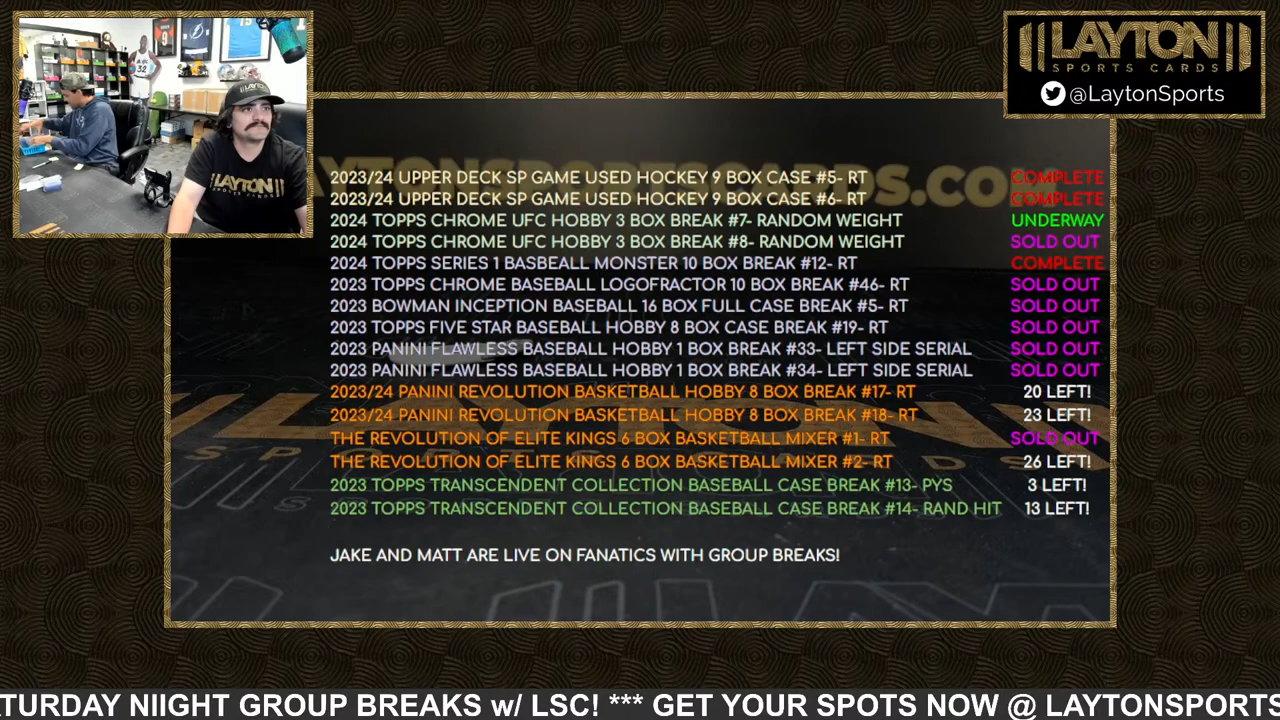 LAYTON
SPORTS CARDS
@LaytonSports
2023/24 UPPER DECK SP GAME USED HOCKEY 9 BOX CASE #5- RT COMPLETE
2023/24 UPPER DECK SP GAME USED HOCKEY 9 BOX CASE #6- RT COMPLETE
2024 TOPPS CHROME UFC HOBBY 3 BOX BREAK #7- RANDOM WEIGHT UNDERWAY
2024 TOPPS CHROME UFC HOBBY 3 BOX BREAK #8- RANDOM WEIGHT SOLD OUT
2024 TOPPS SERIES 1 BASBEALL MONSTER 10 BOX BREAK #12- RT COMPLETE
2023 TOPPS CHROME BASEBALL LOGOFRACTOR 10 BOX BREAK #46- RT SOLD OUT
2023 BOWMAN INCEPTION BASEBALL 16 BOX FULL CASE BREAK #5- RT SOLD OUT
2023 TOPPS FIVE STAR BASEBALL HOBBY 8 BOX CASE BREAK #19- RT SOLD OUT
2023 PANINI FLAWLESS BASEBALL HOBBY 1 BOX BREAK #33- LEFT SIDE SERIAL SOLD OUT
2023 PANINI FLAWLESS BASEBALL HOBBY 1 BOX BREAK #34- LEFT SIDE SERIAL SOLD OUT
2023/24 PANINI REVOLUTION BASKETBALL HOBBY 8 BOX BREAK #17- RT 20 LEFT!
2023/24 PANINI REVOLUTION BASKETBALL HOBBY 8 BOX BREAK #18- RT 23 LEFT!
THE REVOLUTION OF ELITE KINGS 6 BOX BASKETBALL MIXER #1- RT SOLD OUT
THE REVOLUTION OF ELITE KINGS 6 BOX BASKETBALL MIXER #2- RT 26 LEFT!
2023 TOPPS TRANSCENDENT COLLECTION BASEBALL CASE BREAK #13- PYS 3 LEFT!
2023 TOPPS TRANSCENDENT COLLECTION BASEBALL CASE BREAK #14- RAND HIT 13 LEFT!
JAKE AND MATT ARE LIVE ON FANATICS WITH GROUP BREAKS!
TURDAY NIIGHT GROUP BREAKS w/ LSC! *** GET YOUR SPOTS NOW @ LAYTONSPORTS